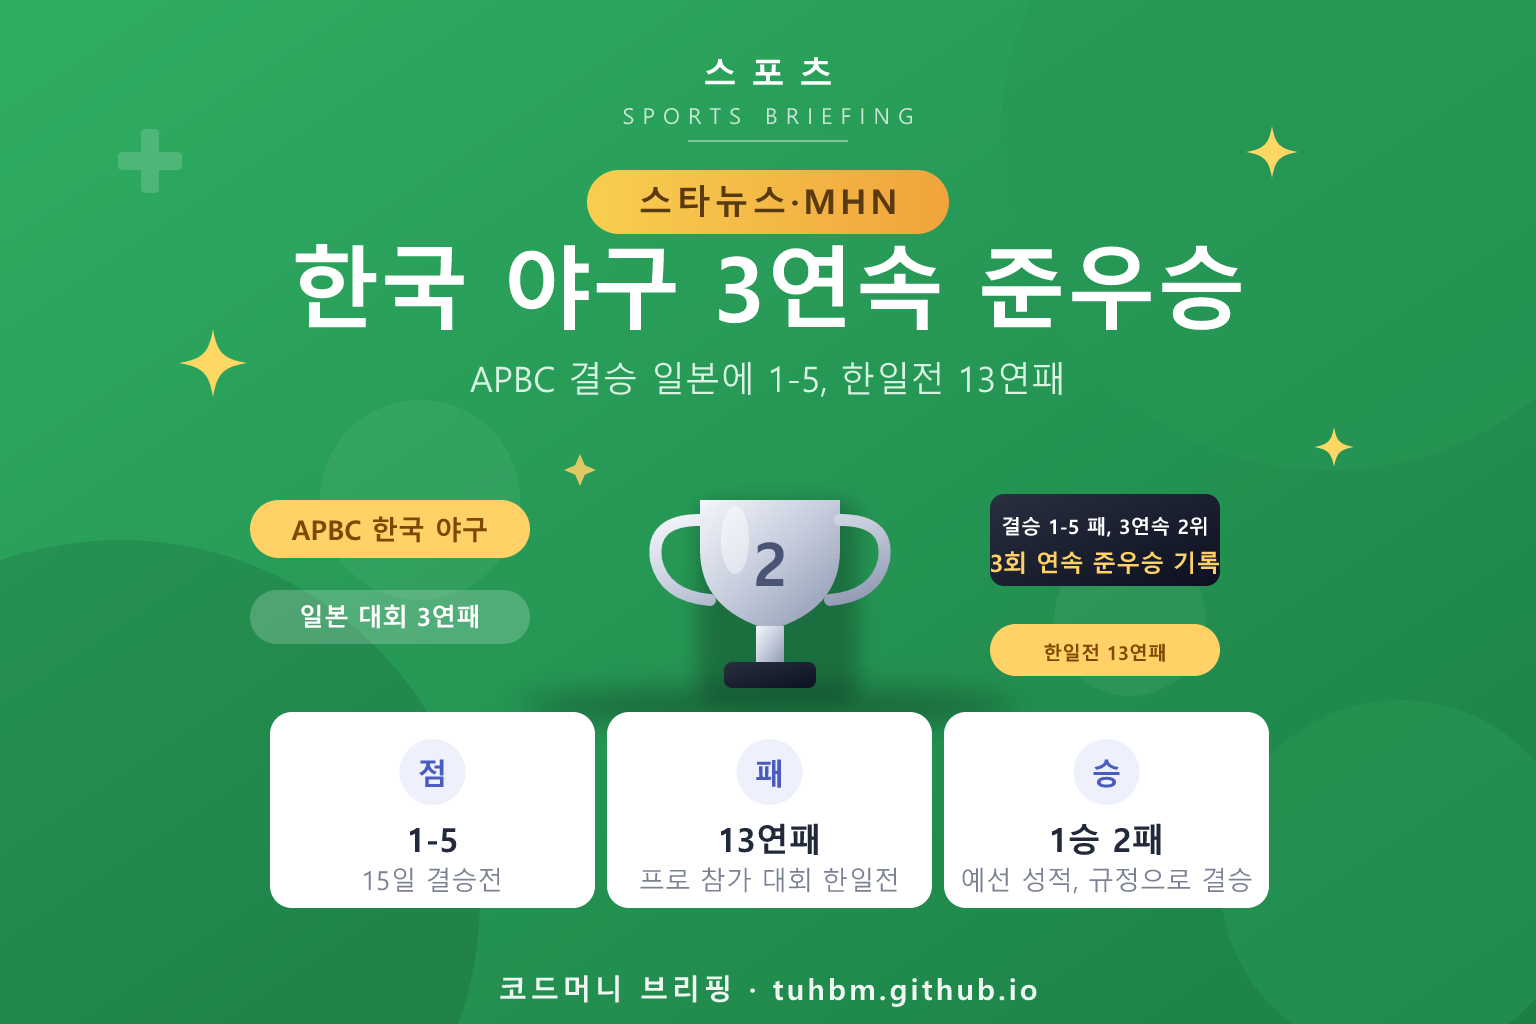 스포츠
SPORTS BRIEFING
스타뉴스·MHN
한국 야구 3연속 준우승
APBC 결승 일본에 1-5, 한일전 13연패
APBC 한국 야구
일본 대회 3연패
2
결승 1-5 패, 3연속 2위
3회 연속 준우승 기록
한일전 13연패
점
1-5
15일 결승전
패
13연패
프로 참가 대회 한일전
승
1승 2패
예선 성적, 규정으로 결승
코드머니 브리핑 · tuhbm.github.io